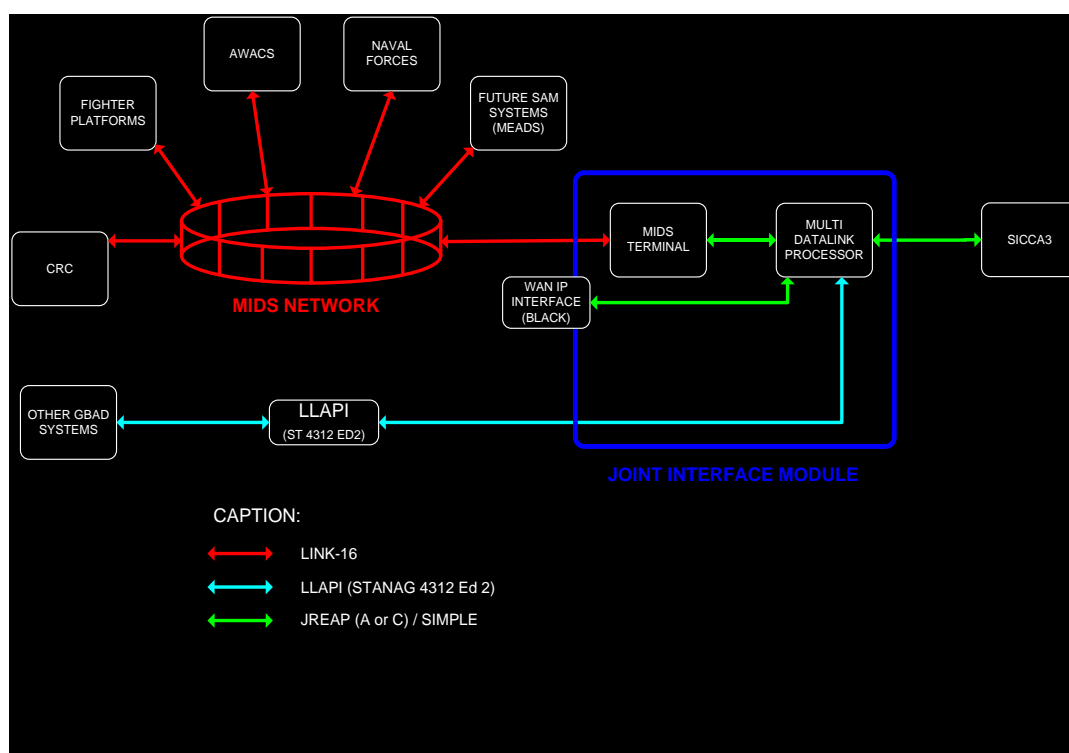 AWACS
NAVAL
FORCES
FIGHTER
PLATFORMS
FUTURE SAM
SYSTEMS
(MEADS)
CRC
MIDS NETWORK
MIDS
TERMINAL
MULTI
DATALINK
PROCESSOR
SICCA3
WAN IP
INTERFACE
(BLACK)
OTHER GBAD
SYSTEMS
LLAPI
(ST 4312 ED2)
JOINT INTERFACE MODULE
CAPTION:
LINK-16
LLAPI (STANAG 4312 Ed 2)
JREAP (A or C) / SIMPLE